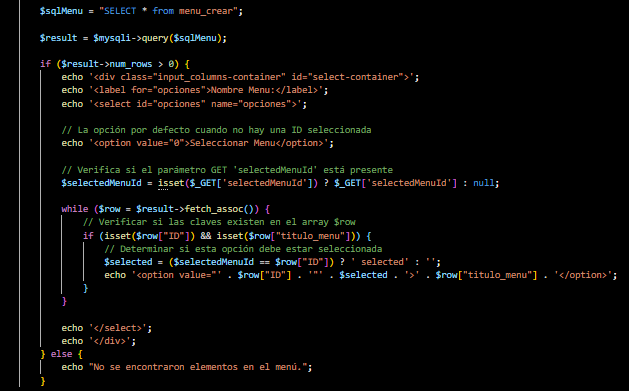 $sqlMenu = "SELECT * from menu_crear";
$result = $mysqli->query($sqlMenu);
if ($result->num_rows > 0) {
echo '<div class="input_columns-container" id="select-container">';
echo '<label for="opciones">Nombre Menu:</label>';
echo '<select id="opciones" name="opciones">';
// La opción por defecto cuando no hay una ID seleccionada
echo '<option value="0">Seleccionar Menu</option>';
// Verifica si el parámetro GET 'selectedMenuId' está presente
$selectedMenuId = isset($_GET['selectedMenuId']) ? $_GET['selectedMenuId'] : null;
while ($row = $result->fetch_assoc()) {
// Verificar si las claves existen en el array $row
if (isset($row["ID"]) && isset($row["titulo_menu"])) {
// Determinar si esta opción debe estar seleccionada
$selected = ($selectedMenuId == $row["ID"]) ? ' selected' : '';
echo '<option value="' . $row["ID"] . '"' . $selected . '>' . $row["titulo_menu"] . '</option>';
}
}
echo '</select>';
echo '</div>';
} else {
echo "No se encontraron elementos en el menú.";
}